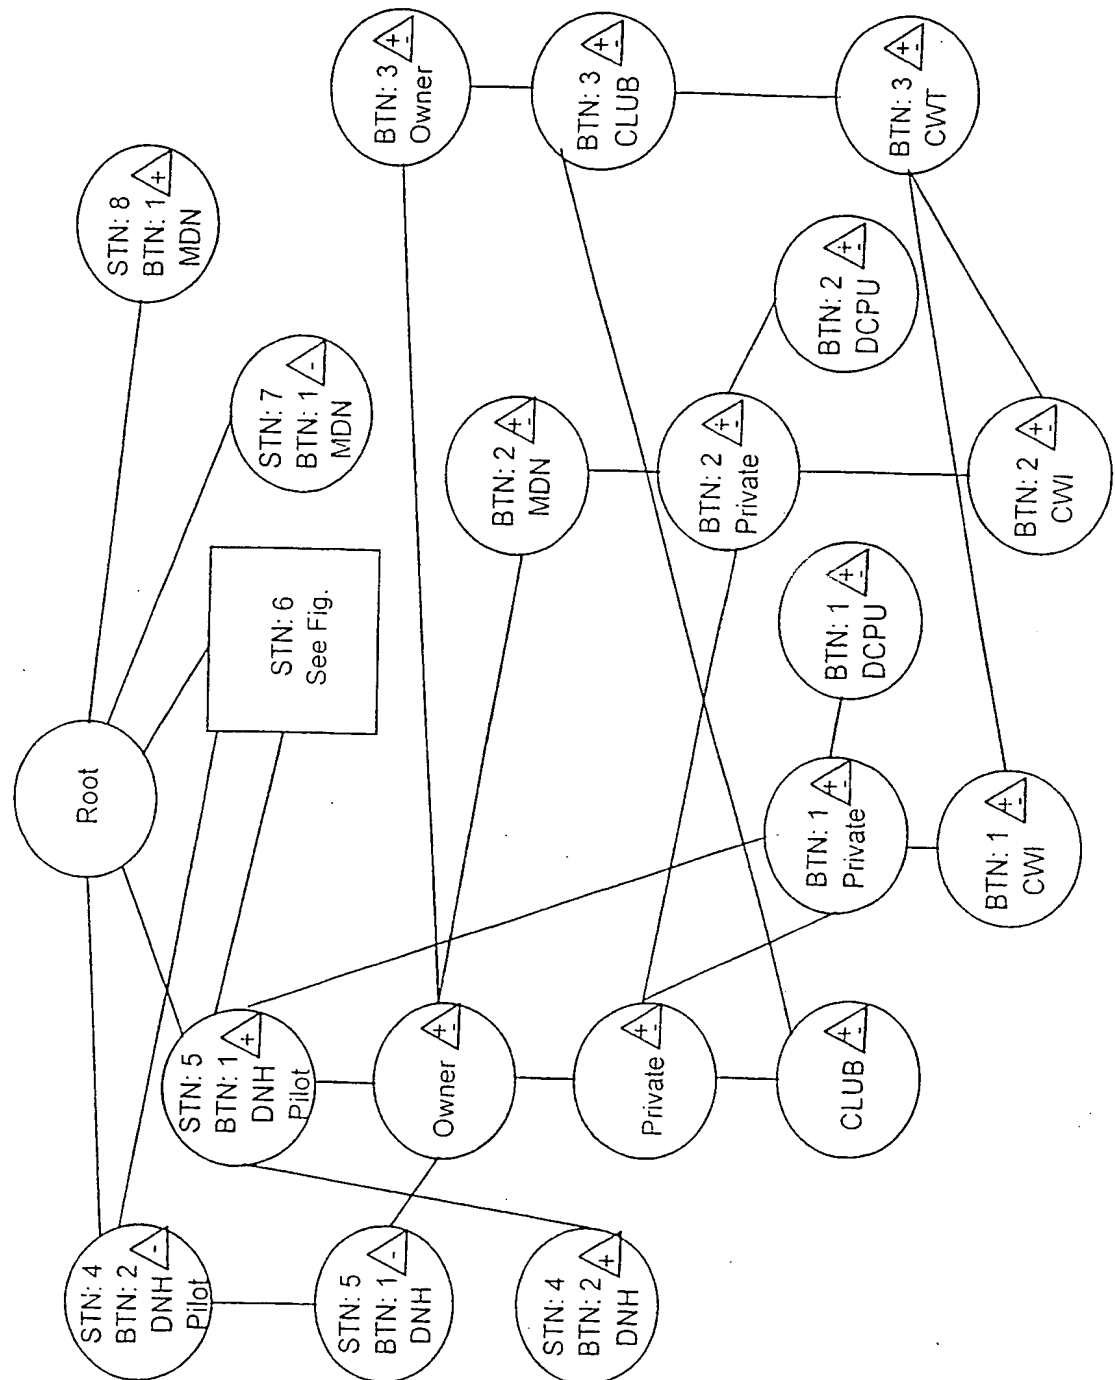 Root
STN: 4
BTN: 2 -
DNH
Pilot
STN: 5
BTN: 1 +
DNH
Pilot
STN: 6
See Fig.
STN: 7
BTN: 1 -
MDN
STN: 8
BTN: 1 +
MDN
STN: 5
BTN: 1 -
DNH
Owner +-
BTN: 3 +-
Owner
BTN: 2 +-
MDN
STN: 4
BTN: 2 +
DNH
Private +-
BTN: 2 +-
Private
BTN: 3 +-
CLUB
CLUB +-
BTN: 1 +-
Private
BTN: 1 +-
DCPU
BTN: 2 +-
DCPU
BTN: 3 +-
CWT
BTN: 1 +-
CWI
BTN: 2 +-
CWI